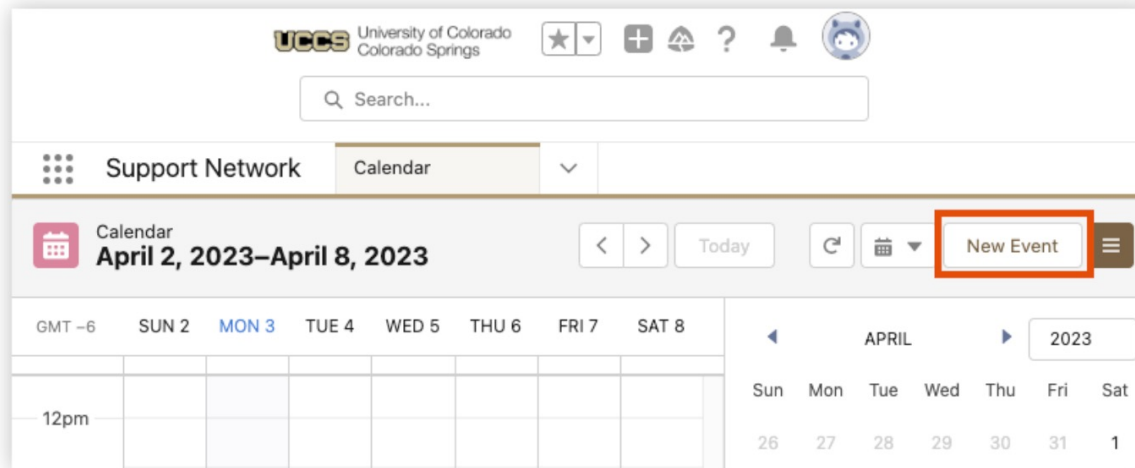 UCCS University of Colorado
Colorado Springs
Search...
Support Network
Calendar
Calendar
April 2, 2023–April 8, 2023
Today
New Event
GMT −6 SUN 2 MON 3 TUE 4 WED 5 THU 6 FRI 7 SAT 8
12pm
APRIL 2023
Sun Mon Tue Wed Thu Fri Sat
26 27 28 29 30 31 1